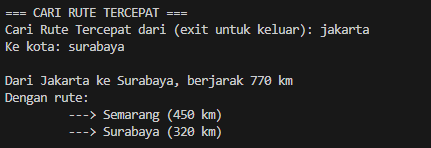 === CARI RUTE TERCEPAT ===
Cari Rute Tercepat dari (exit untuk keluar): jakarta
Ke kota: surabaya
Dari Jakarta ke Surabaya, berjarak 770 km
Dengan rute:
---> Semarang (450 km)
---> Surabaya (320 km)